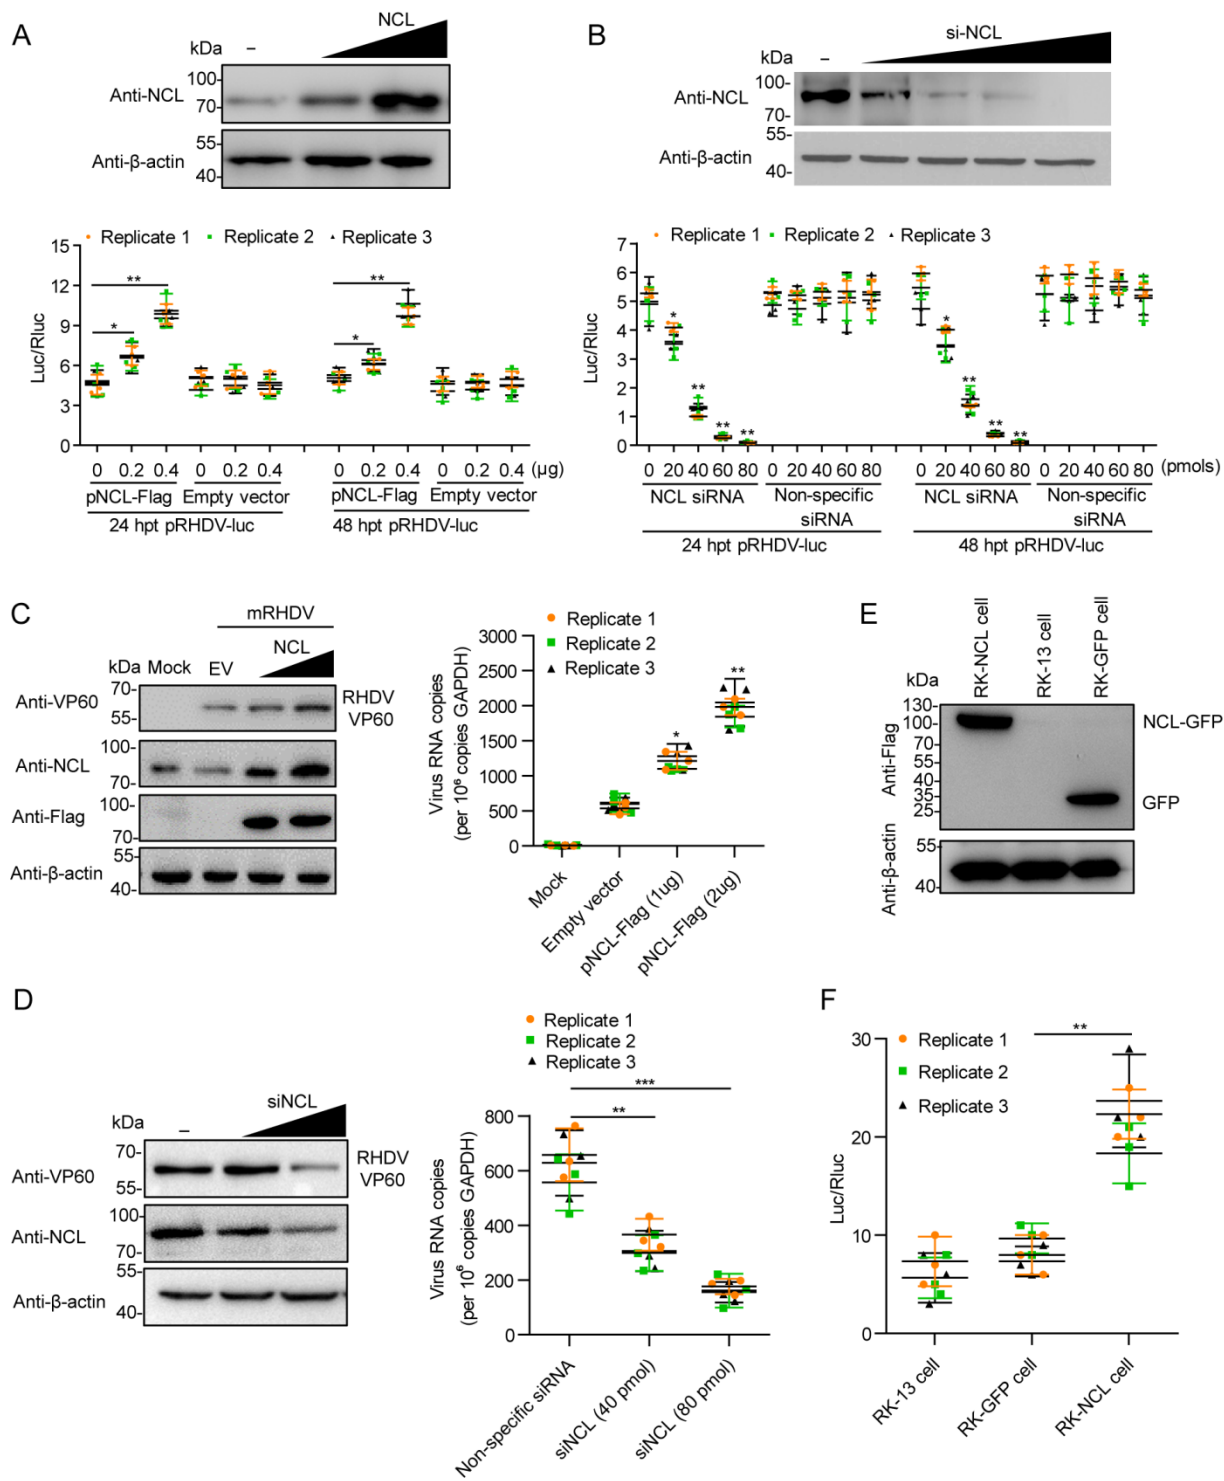 A
NCL
kDa
–
100-
70-
Anti-NCL
55-
40-
Anti-β-actin
Replicate 1
Replicate 2
Replicate 3
Luc/Rluc
15
12
9
6
3
0
**
*
**
*
0 0.2 0.4 0 0.2 0.4 0 0.2 0.4 0 0.2 0.4 (μg)
pNCL-Flag Empty vector pNCL-Flag Empty vector
24 hpt pRHDV-luc 48 hpt pRHDV-luc
B
si-NCL
kDa
–
100-
70-
Anti-NCL
55-
40-
Anti-β-actin
Replicate 1
Replicate 2
Replicate 3
Luc/Rluc
7
6
5
4
3
2
1
0
*
**
**
**
*
**
**
**
0 20 40 60 80 0 20 40 60 80 0 20 40 60 80 0 20 40 60 80 (pmols)
NCL siRNA Non-specific siRNA NCL siRNA Non-specific siRNA
24 hpt pRHDV-luc 48 hpt pRHDV-luc
C
mRHDV
NCL
kDa Mock EV
70-
55-
Anti-VP60
RHDV
VP60
100-
80-
Anti-NCL
100-
70-
Anti-Flag
55-
40-
Anti-β-actin
Replicate 1
Replicate 2
Replicate 3
Virus RNA copies
(per 10⁶ copies GAPDH)
3000
2500
2000
1500
1000
500
0
*
**
Mock
Empty vector
pNCL-Flag (1ug)
pNCL-Flag (2ug)
E
RK-NCL cell
RK-13 cell
RK-GFP cell
kDa
130-
100-
70-
55-
40-
35-
25-
Anti-Flag
NCL-GFP
GFP
55-
40-
Anti-β-actin
D
siNCL
kDa
–
70-
55-
Anti-VP60
RHDV
VP60
100-
70-
Anti-NCL
55-
40-
Anti-β-actin
Replicate 1
Replicate 2
Replicate 3
Virus RNA copies
(per 10⁶ copies GAPDH)
800
600
400
200
0
***
**
Non-specific siRNA
siNCL (40 pmol)
siNCL (80 pmol)
F
Replicate 1
Replicate 2
Replicate 3
Luc/Rluc
30
20
10
0
**
RK-13 cell
RK-GFP cell
RK-NCL cell